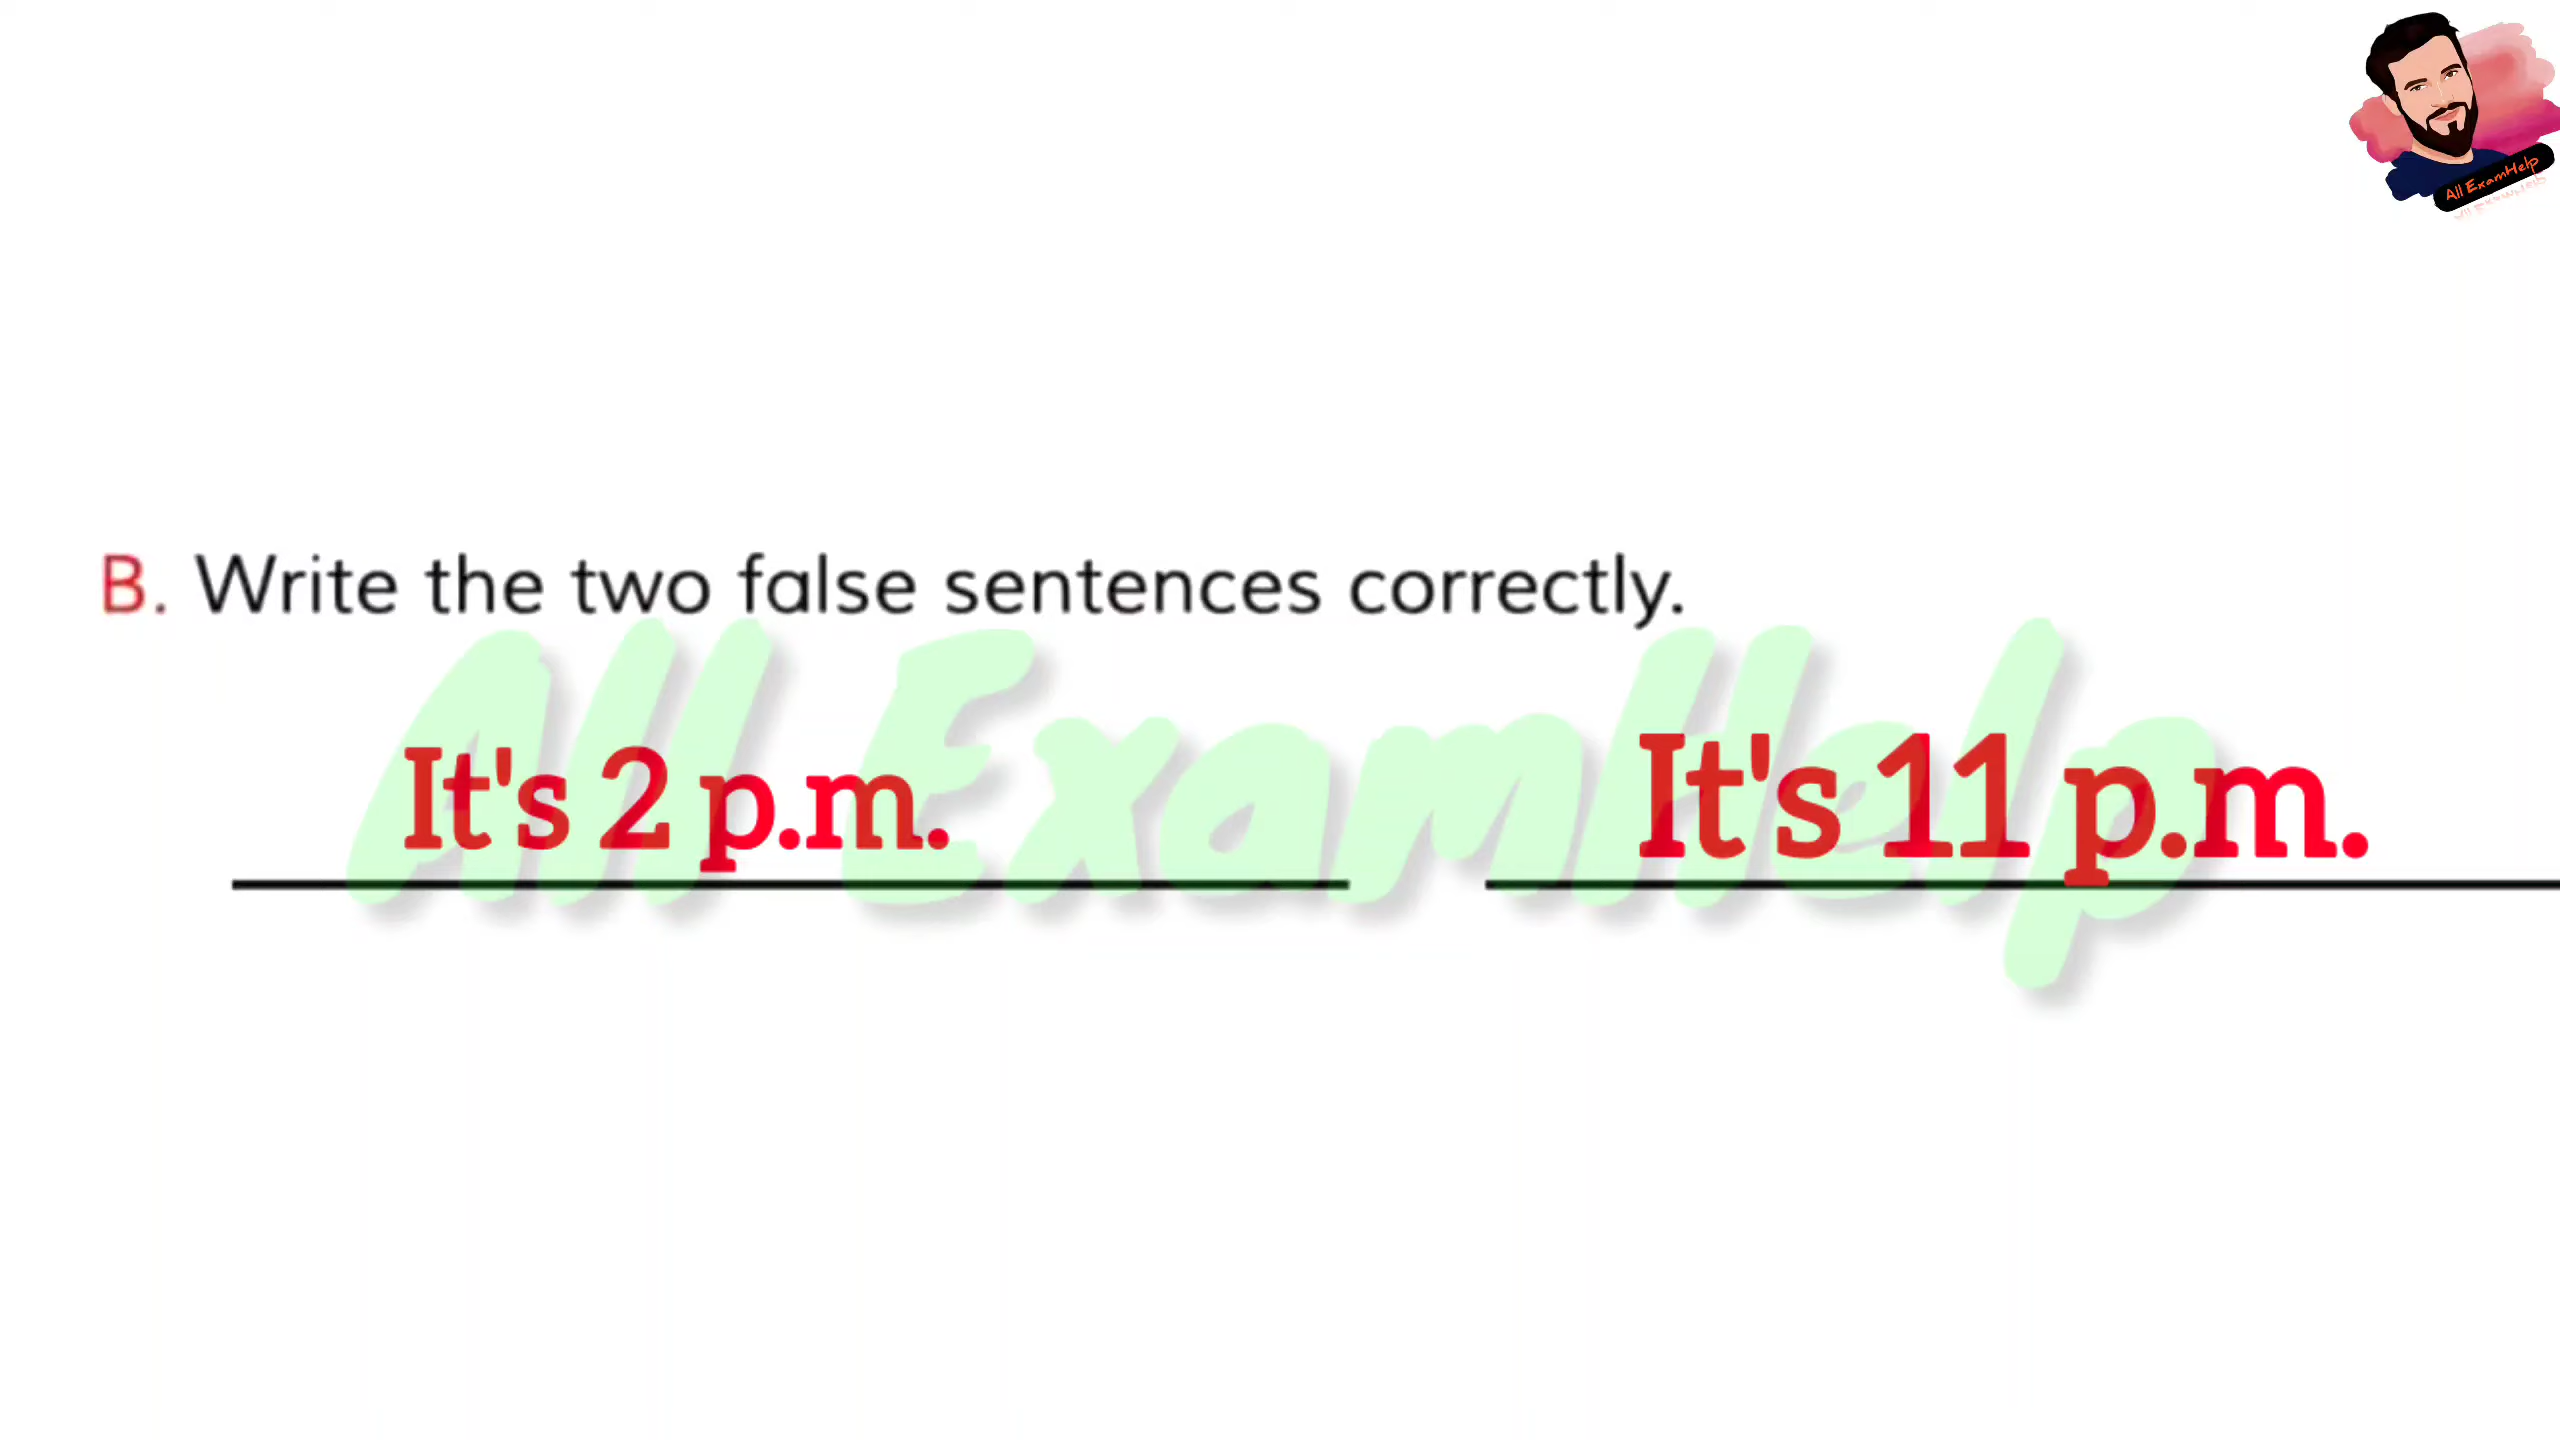 All ExamHelp
B. Write the two false sentences correctly.
All ExamHelp
It's 2 p.m. It's 11 p.m.